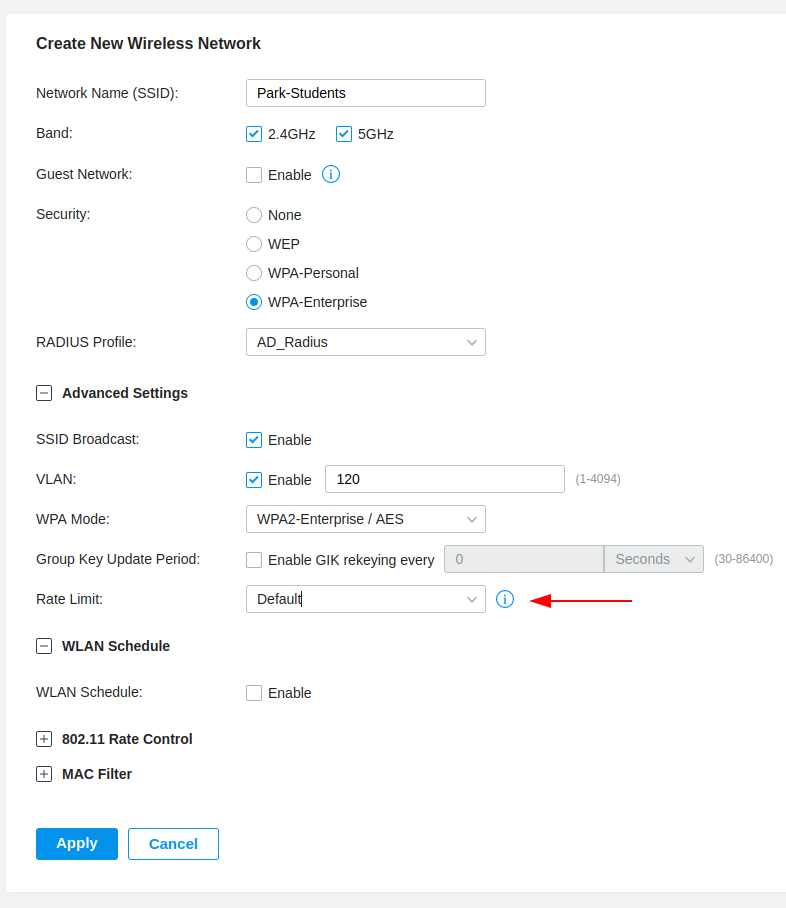 Create New Wireless Network
Network Name (SSID): Park-Students
Band: 2.4GHz 5GHz
Guest Network: Enable i
Security: None
WEP
WPA-Personal
WPA-Enterprise
RADIUS Profile: AD_Radius
Advanced Settings
SSID Broadcast: Enable
VLAN: Enable 120 (1-4094)
WPA Mode: WPA2-Enterprise / AES
Group Key Update Period: Enable GIK rekeying every 0 Seconds (30-86400)
Rate Limit: Default i
WLAN Schedule
WLAN Schedule: Enable
802.11 Rate Control
MAC Filter
Apply Cancel